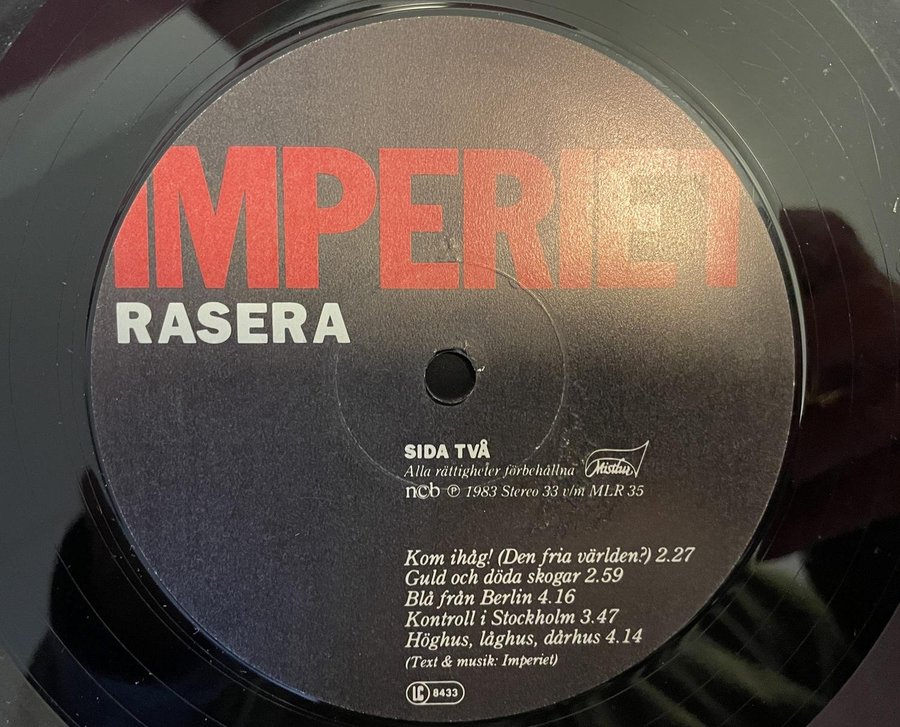 IMPERIET
RASERA
SIDA TVÅ
Alla rättigheter förbehållna Mistlur
ncb ℗ 1983 Stereo 33 v/m MLR 35
Kom ihåg! (Den fria världen?) 2.27
Guld och döda skogar 2.59
Blå från Berlin 4.16
Kontroll i Stockholm 3.47
Höghus, låghus, dårhus 4.14
(Text & musik: Imperiet)
LC 8433